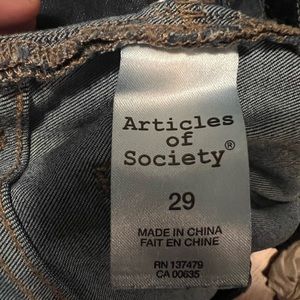 Articles
of
Society®
29
MADE IN CHINA
FAIT EN CHINE
RN 137479
CA 00635